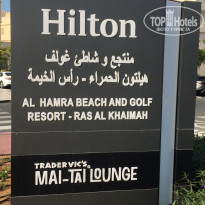 TOP HOTELS
Hilton
منتجع و شاطئ غولف
هيلتون الحمراء - رأس الخيمة
AL HAMRA BEACH AND GOLF
RESORT - RAS AL KHAIMAH
TRADER VIC'S
MAI-TAI LOUNGE